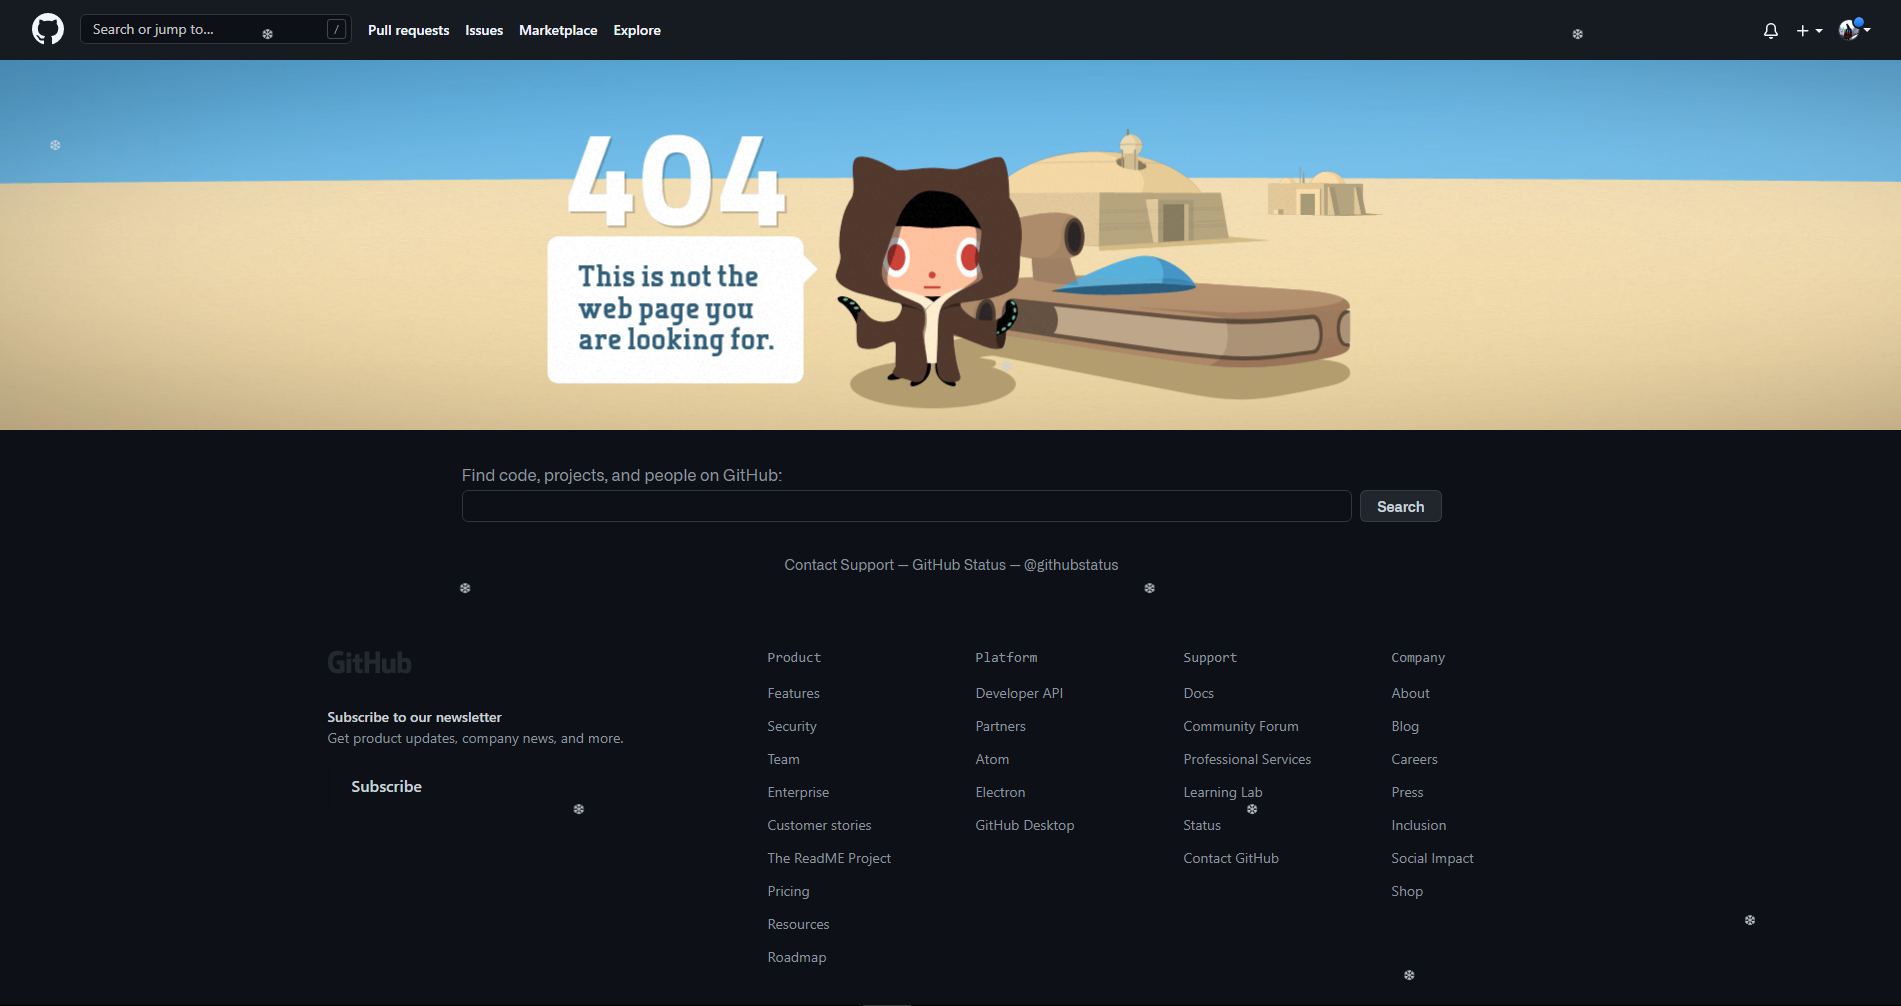 Search or jump to...
/
Pull requests
Issues
Marketplace
Explore
404
This is not the
web page you
are looking for.
Find code, projects, and people on GitHub:
Search
Contact Support — GitHub Status — @githubstatus
GitHub
Subscribe to our newsletter
Get product updates, company news, and more.
Subscribe
Product
Features
Security
Team
Enterprise
Customer stories
The ReadME Project
Pricing
Resources
Roadmap
Platform
Developer API
Partners
Atom
Electron
GitHub Desktop
Support
Docs
Community Forum
Professional Services
Learning Lab
Status
Contact GitHub
Company
About
Blog
Careers
Press
Inclusion
Social Impact
Shop